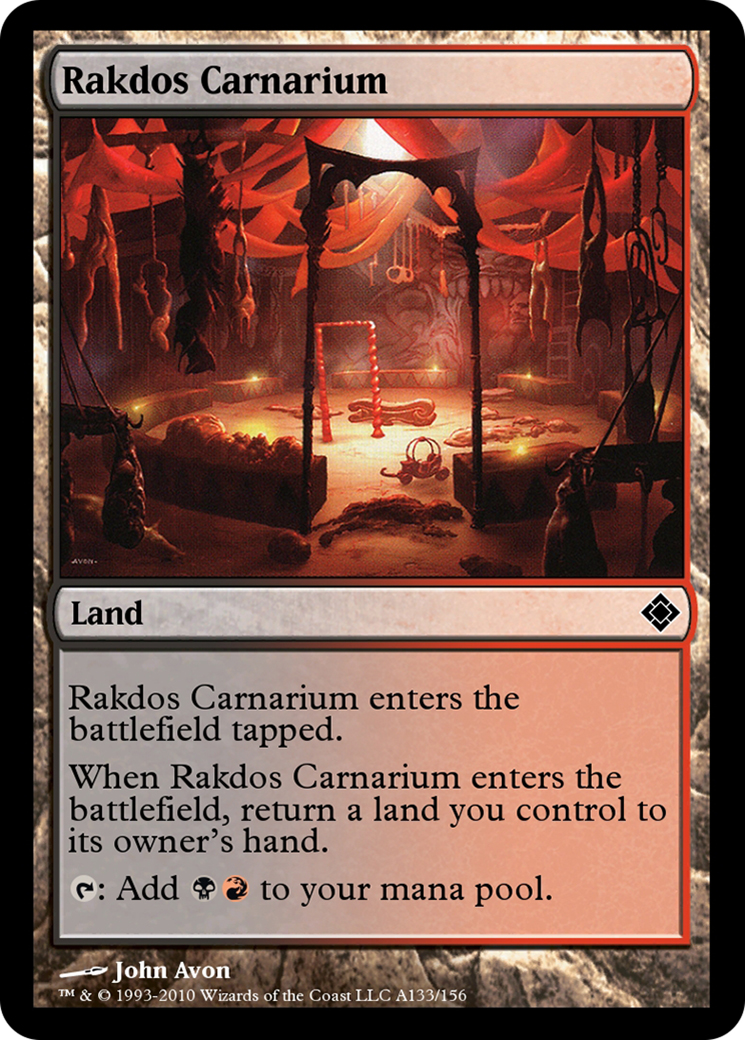 Rakdos Carnarium
-AVON-
Land
Rakdos Carnarium enters the
battlefield tapped.
When Rakdos Carnarium enters the
battlefield, return a land you control to
its owner's hand.
: Add to your mana pool.
John Avon
™ & © 1993-2010 Wizards of the Coast LLC A133/156